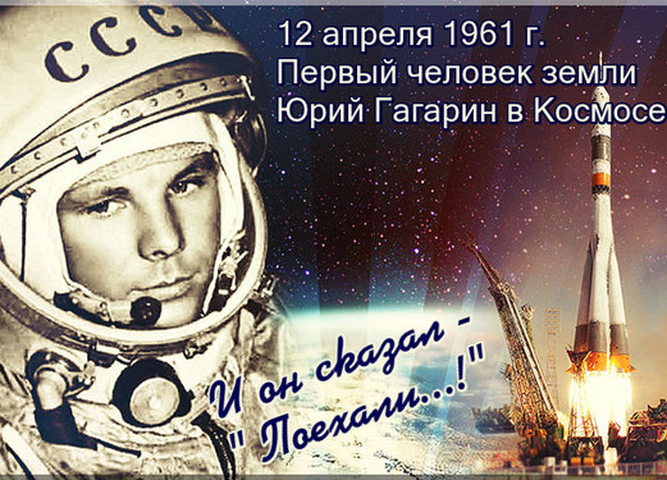 СССР
12 апреля 1961 г.
Первый человек земли
Юрий Гагарин в Космосе
И он сказал -
" Поехали...!"